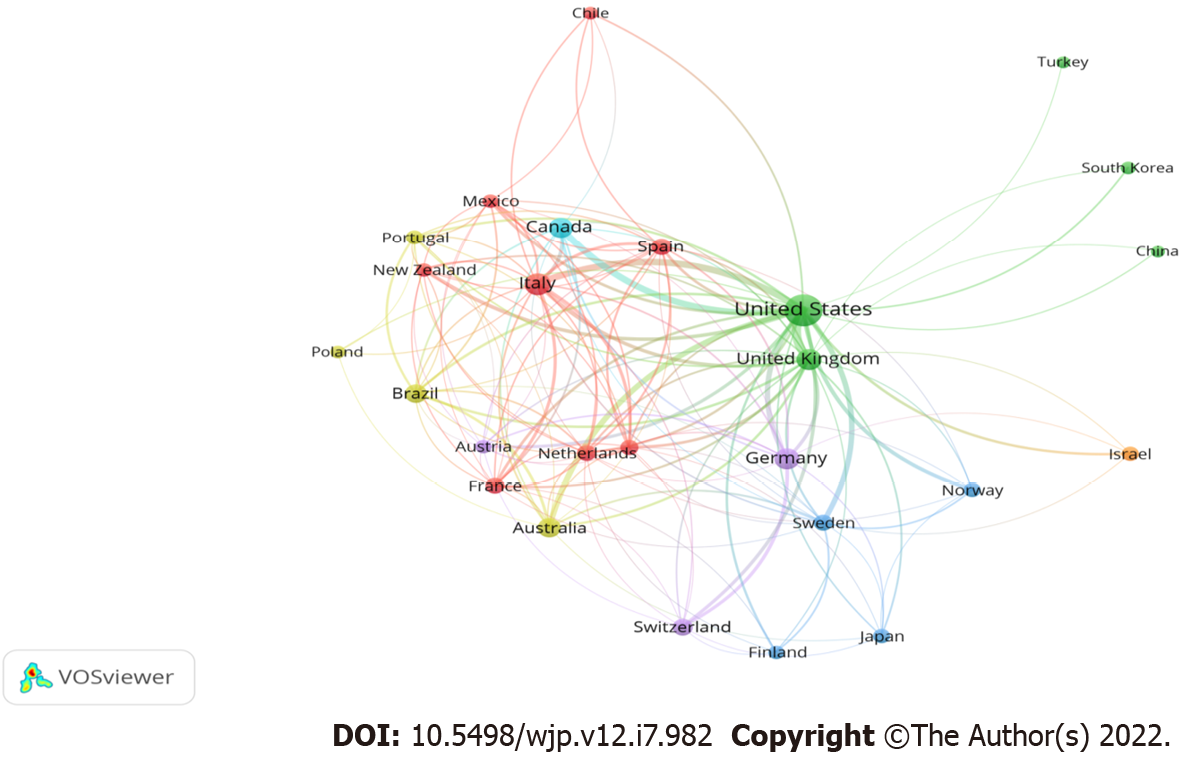 Chile
Turkey
South Korea
Mexico
Canada
Portugal
Spain
China
New Zealand
Italy
United States
Poland
United Kingdom
Brazil
Austria
Netherlands
Germany
Israel
France
Norway
Australia
Sweden
Switzerland
Japan
Finland
VOSviewer
DOI: 10.5498/wjp.v12.i7.982 Copyright ©The Author(s) 2022.